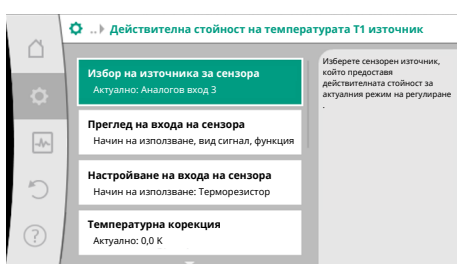 ..▸ Действителна стойност на температурата T1 източник
Избор на източника за сензора
Актуално: Аналогов вход 3
Преглед на входа на сензора
Начин на използване, вид сигнал, функция
Настройване на входа на сензора
Начин на използване: Терморезистор
Температурна корекция
Актуално: 0,0 K
Изберете сензорен източник,
който предоставя
действителната стойност за
актуалния режим на регулиране
.
?